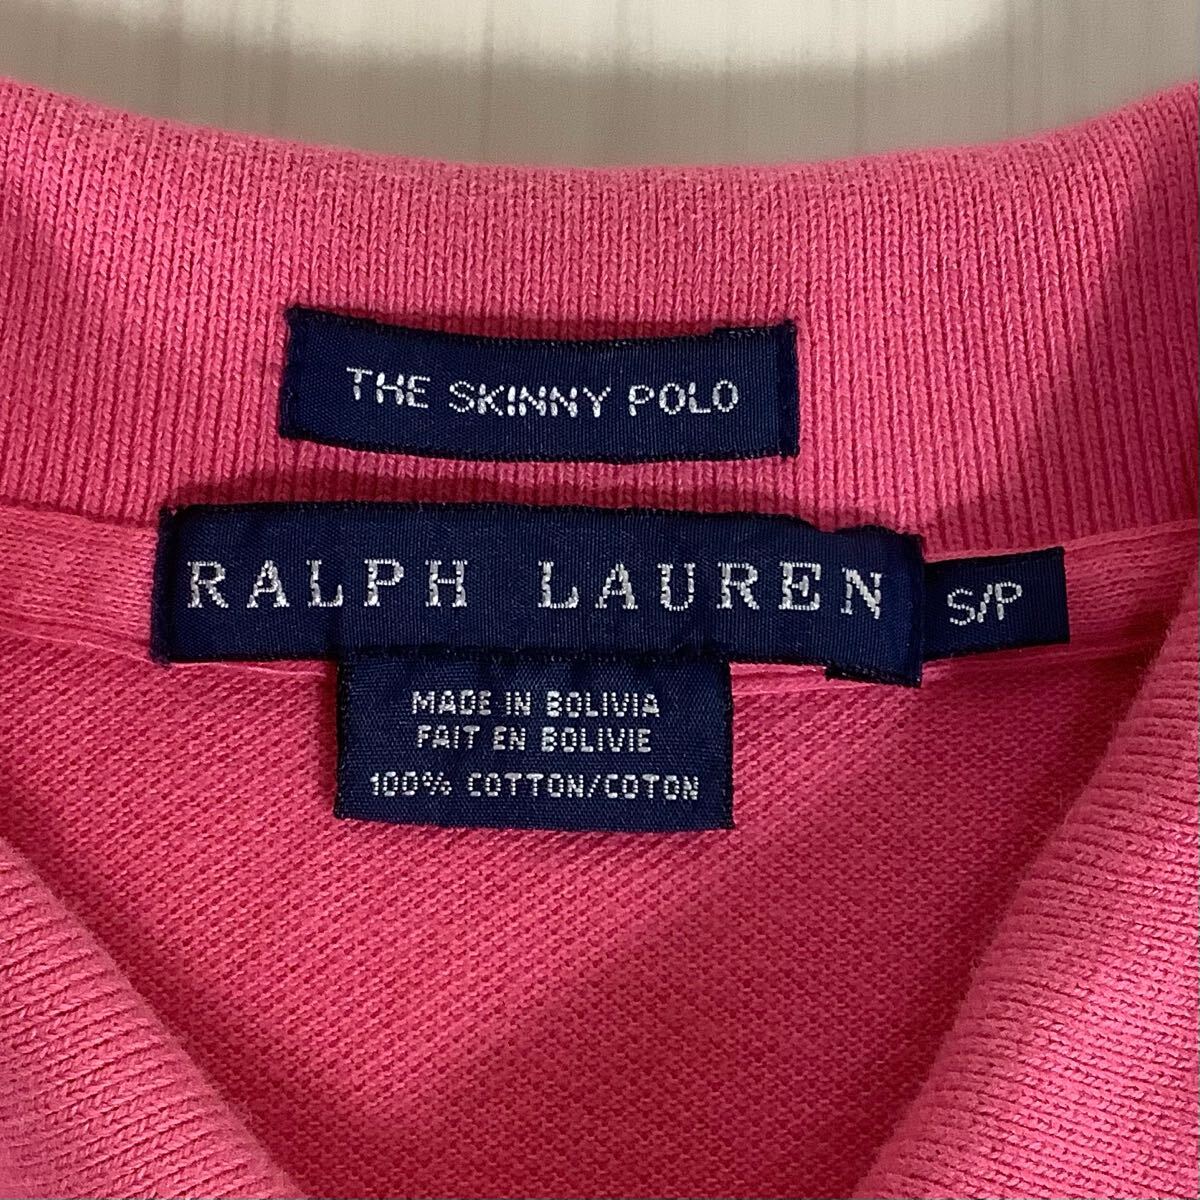 THE SKINNY POLO
RALPH LAUREN
S/P
MADE IN BOLIVIA
FAIT EN BOLIVIE
100% COTTON/COTON